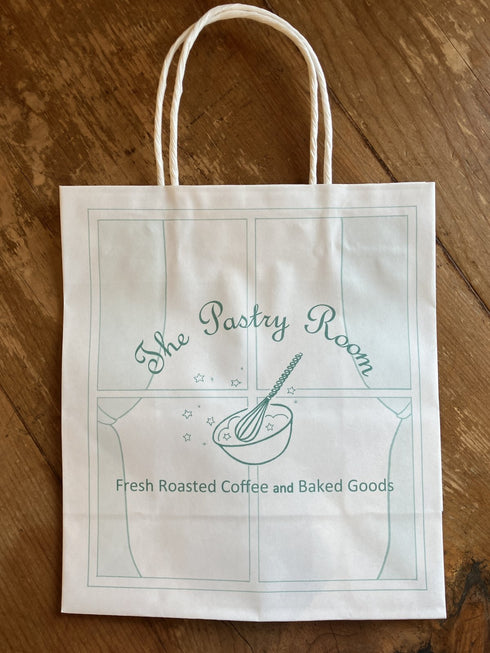 The Pastry Room
Fresh Roasted Coffee and Baked Goods